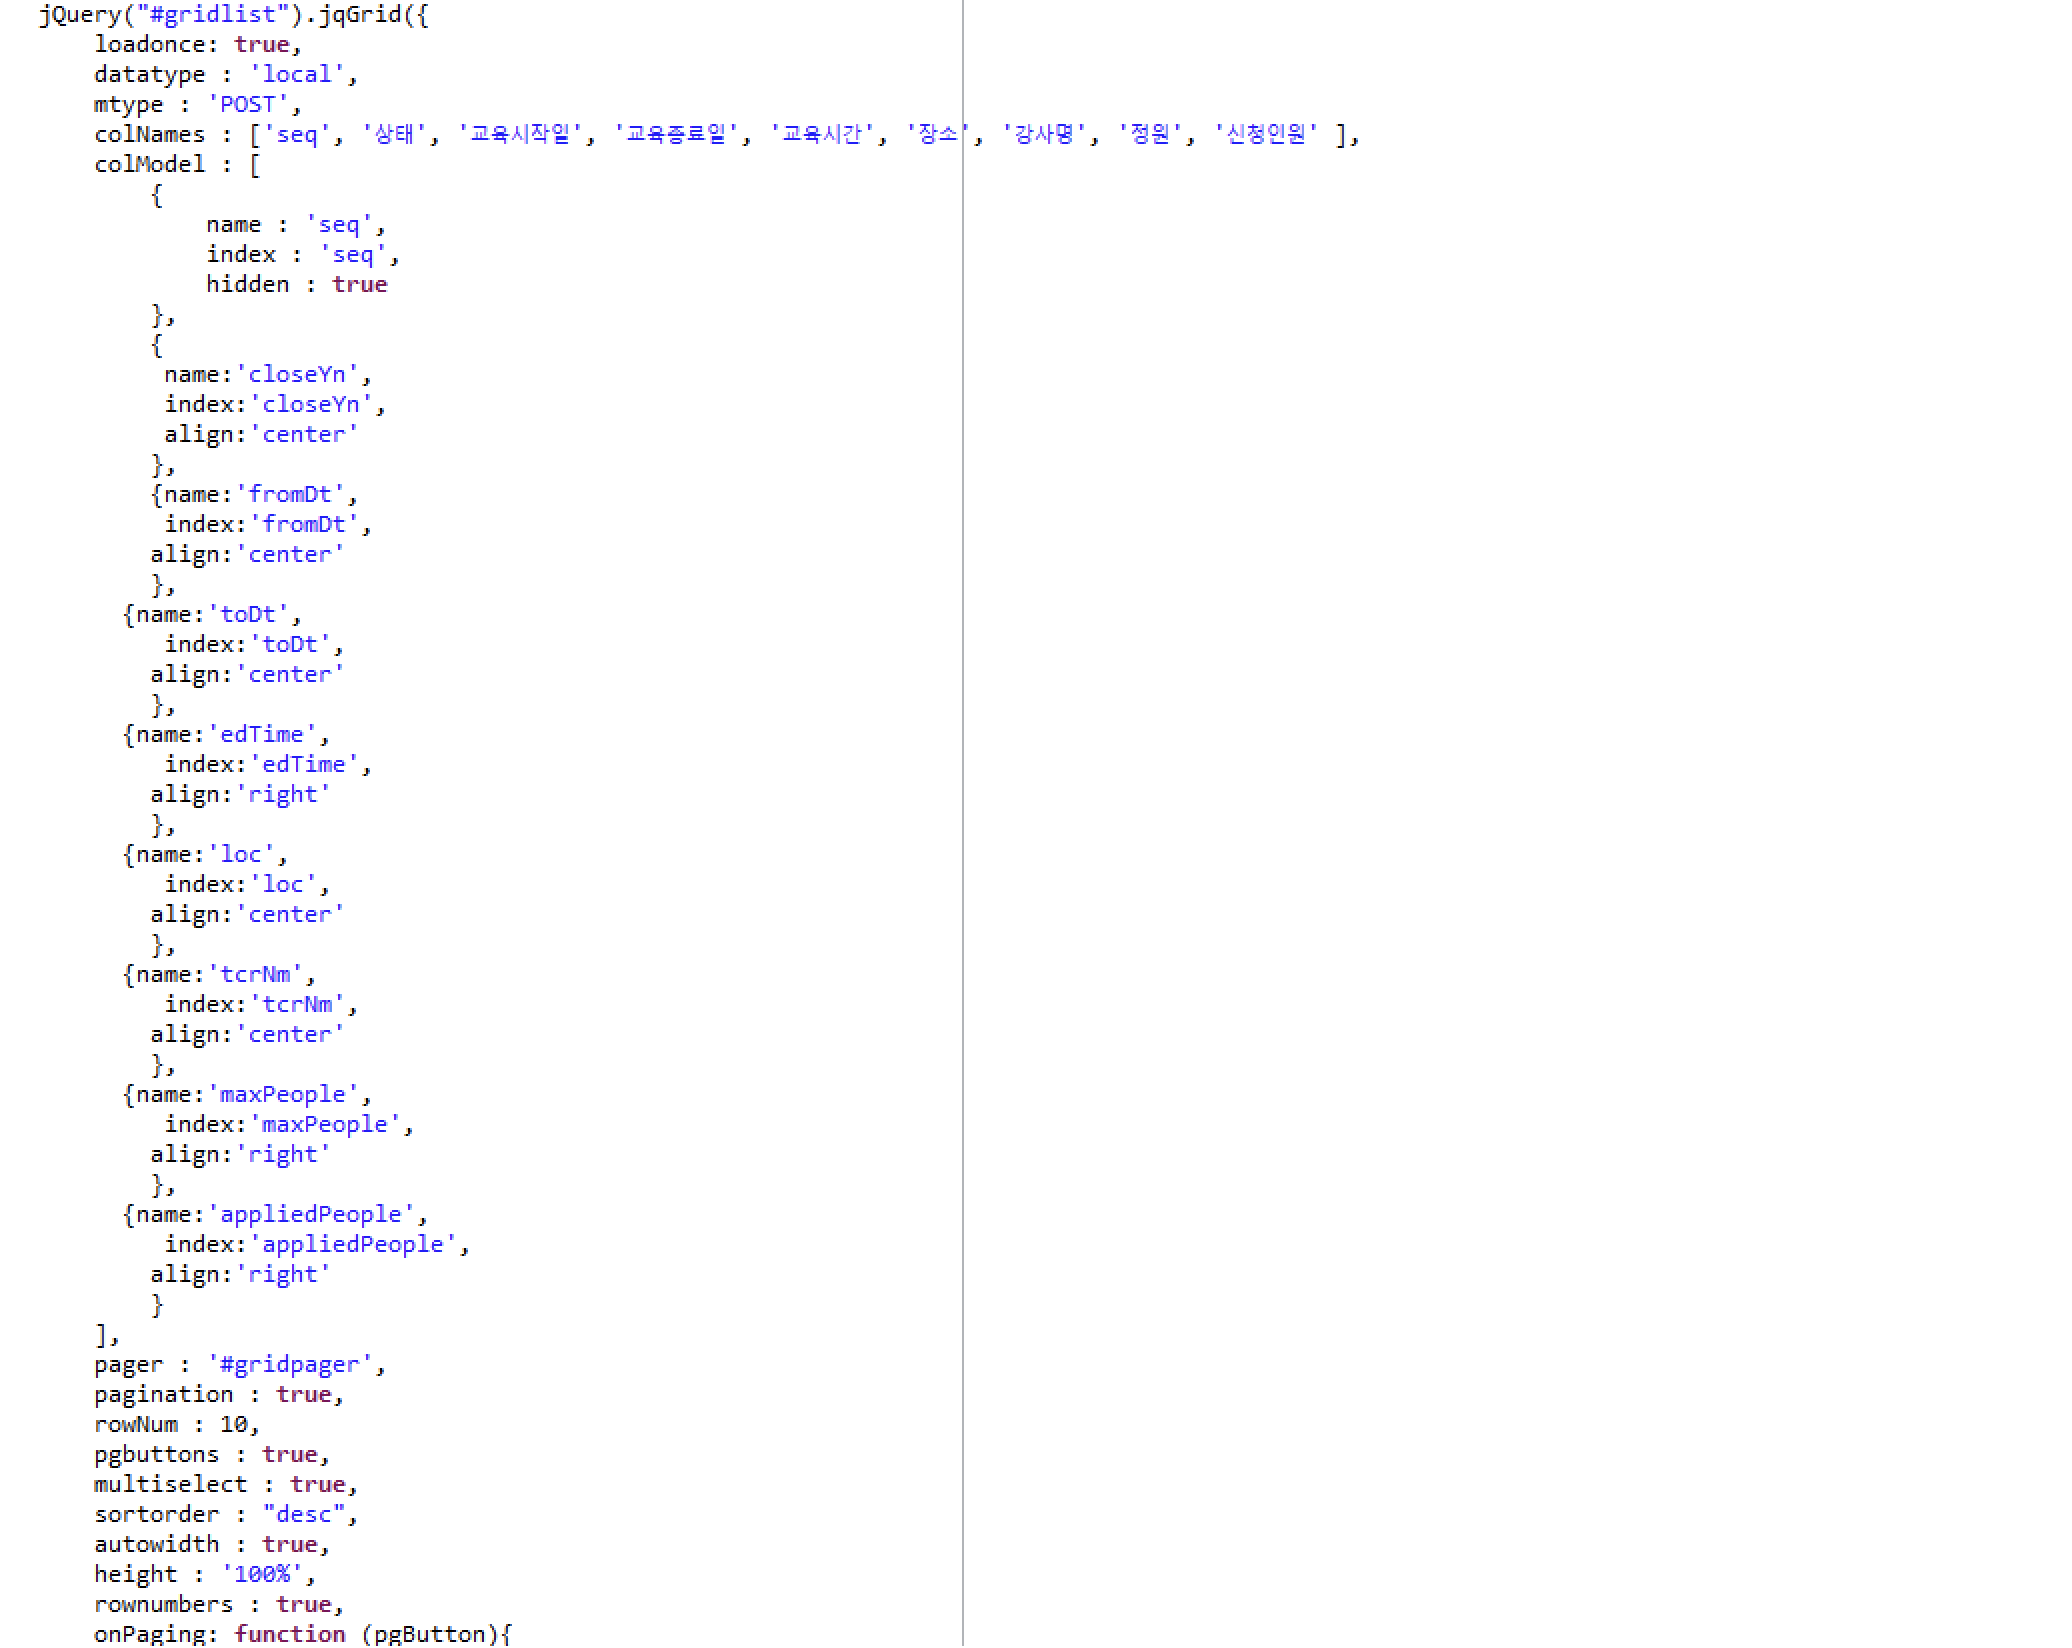 jQuery("#gridlist").jqGrid({
loadonce: true,
datatype : 'local',
mtype : 'POST',
colNames : ['seq', '상태', '교육시작일', '교육종료일', '교육시간', '장소', '강사명', '정원', '신청인원' ],
colModel : [
{
name : 'seq',
index : 'seq',
hidden : true
},
{
name:'closeYn',
index:'closeYn',
align:'center'
},
{name:'fromDt',
index:'fromDt',
align:'center'
},
{name:'toDt',
index:'toDt',
align:'center'
},
{name:'edTime',
index:'edTime',
align:'right'
},
{name:'loc',
index:'loc',
align:'center'
},
{name:'tcrNm',
index:'tcrNm',
align:'center'
},
{name:'maxPeople',
index:'maxPeople',
align:'right'
},
{name:'appliedPeople',
index:'appliedPeople',
align:'right'
}
],
pager : '#gridpager',
pagination : true,
rowNum : 10,
pgbuttons : true,
multiselect : true,
sortorder : "desc",
autowidth : true,
height : '100%',
rownumbers : true,
onPaging: function (pgButton){